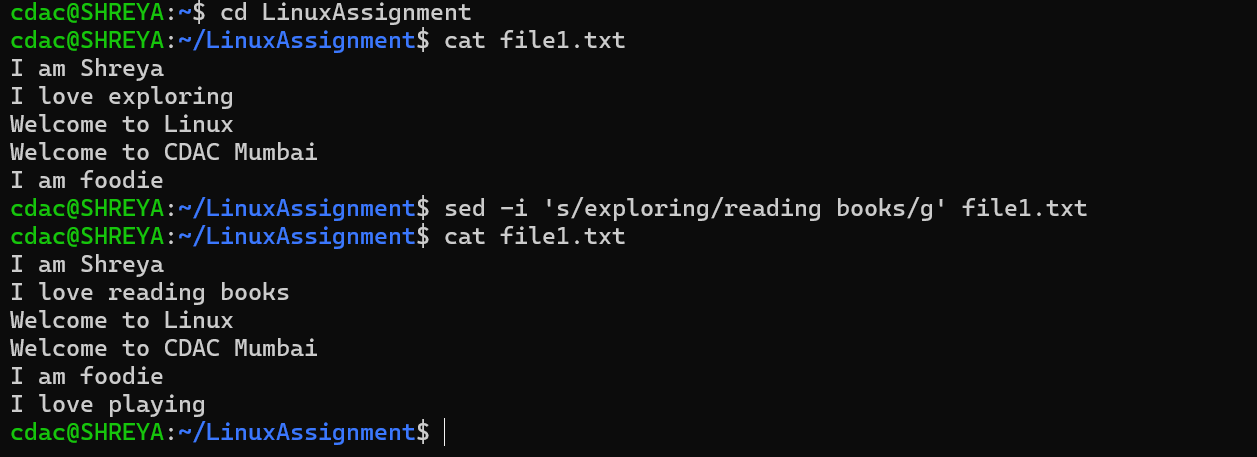 cdac@SHREYA:~$ cd LinuxAssignment
cdac@SHREYA:~/LinuxAssignment$ cat file1.txt
I am Shreya
I love exploring
Welcome to Linux
Welcome to CDAC Mumbai
I am foodie
cdac@SHREYA:~/LinuxAssignment$ sed -i 's/exploring/reading books/g' file1.txt
cdac@SHREYA:~/LinuxAssignment$ cat file1.txt
I am Shreya
I love reading books
Welcome to Linux
Welcome to CDAC Mumbai
I am foodie
I love playing
cdac@SHREYA:~/LinuxAssignment$